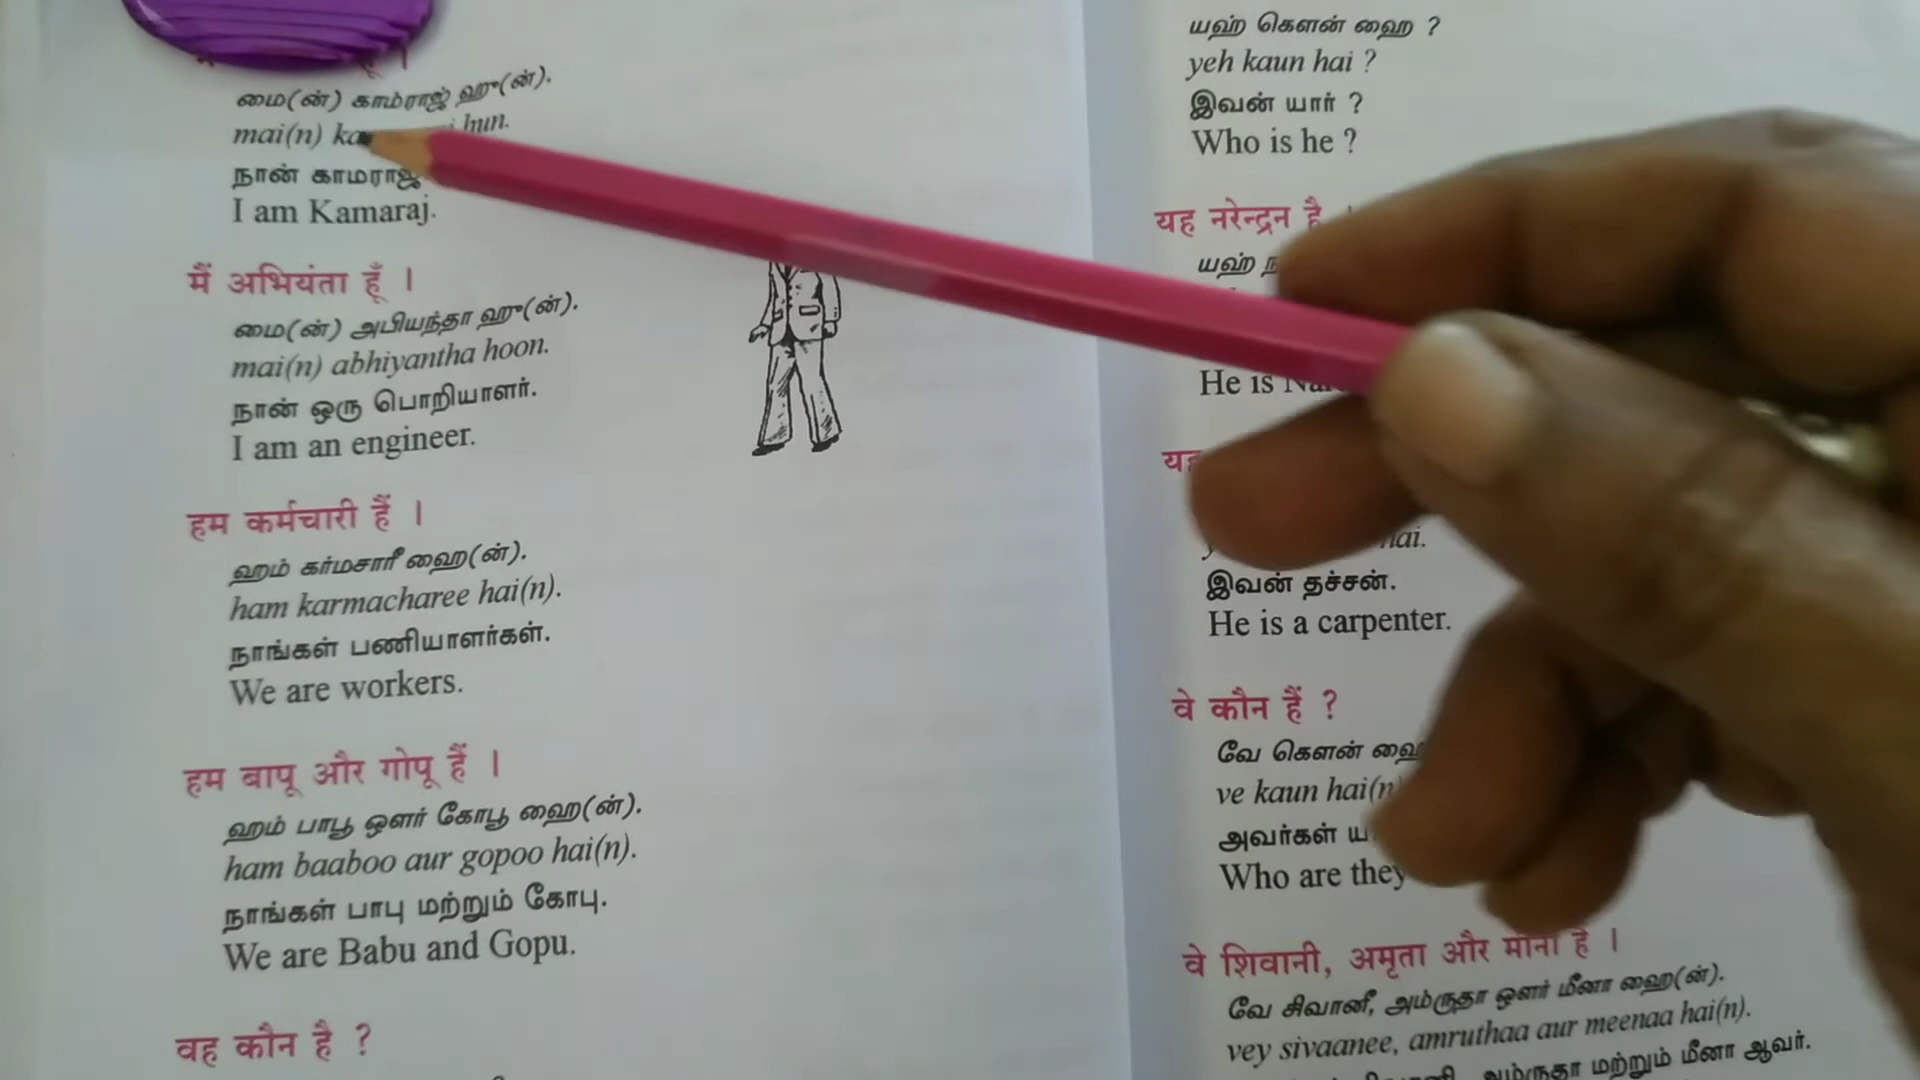 மை(ன்) காம்ராஜ் ஹு(ன்).
mai(n) hun.
நான் காமராஜ்
I am Kamaraj.
मैं अभियंता हूँ ।
மை(ன்) அபியந்தா ஹு(ன்).
mai(n) abhiyantha hoon.
நான் ஒரு பொறியாளர்.
I am an engineer.
हम कर्मचारी हैं ।
ஹம் கர்மசாரீ ஹை(ன்).
ham karmacharee hai(n).
நாங்கள் பணியாளர்கள்.
We are workers.
हम बापू और गोपू हैं ।
ஹம் பாபூ ஔர் கோபூ ஹை(ன்).
ham baaboo aur gopoo hai(n).
நாங்கள் பாபு மற்றும் கோபு.
We are Babu and Gopu.
वह कौन है ?
யஹ் கௌன் ஹை ?
yeh kaun hai ?
இவன் யார் ?
Who is he ?
यह नरेन्द्रन है
யஹ்
He is
यह
hai.
இவன் தச்சன்.
He is a carpenter.
वे कौन हैं ?
வே கௌன் ஹை
ve kaun hai(n
அவர்கள்
Who are they
वे शिवानी, अमृता और मीना हैं ।
வே சிவானீ, அம்ருதா ஔர் மீனா ஹை(ன்).
vey sivaanee, amruthaa aur meenaa hai(n).
அம்ருதா மற்றும் மீனா ஆவர்.